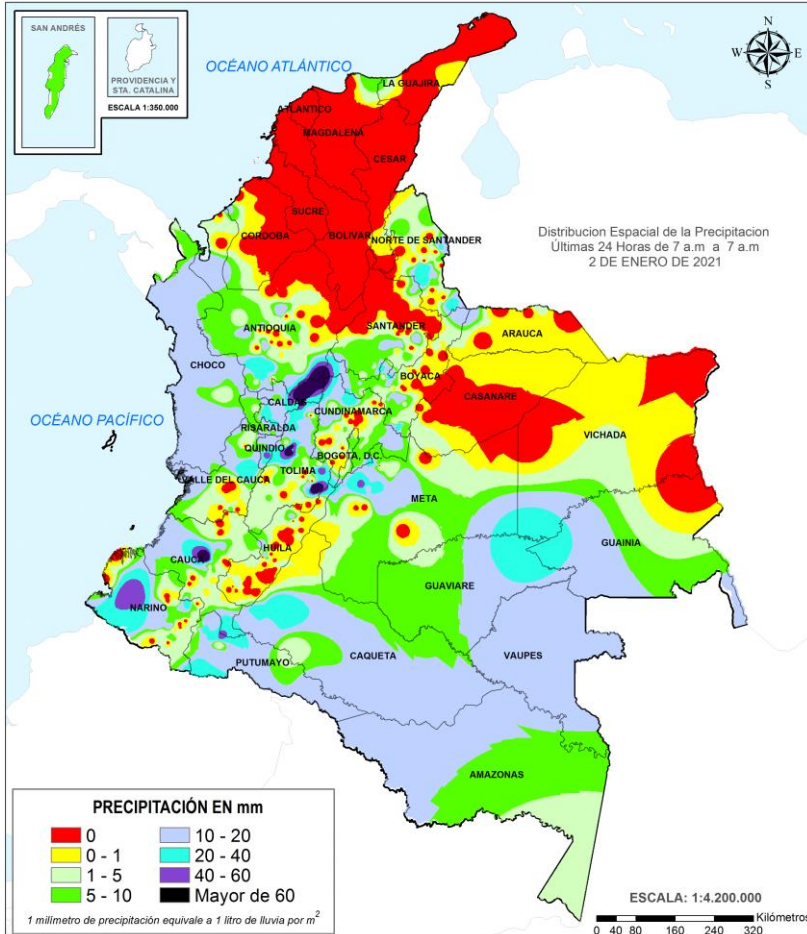 SAN ANDRÉS
PROVIDENCIA Y
STA. CATALINA
ESCALA 1:350.000
OCÉANO ATLÁNTICO
N
W
E
S
LA GUAJIRA
ATLANTICO
MAGDALENA
CESAR
SUCRE
CORDOBA
BOLIVAR
NORTE DE SANTANDER
Distribucion Espacial de la Precipitacion
Últimas 24 Horas de 7 a.m a 7 a.m
2 DE ENERO DE 2021
ANTIOQUIA
SANTANDER
ARAUCA
CHOCO
BOYACA
CASANARE
CALDAS
CUNDINAMARCA
OCÉANO PACÍFICO
RISARALDA
VICHADA
QUINDIO
BOGOTA, D.C.
TOLIMA
VALLE DEL CAUCA
META
GUAINIA
HUILA
CAUCA
GUAVIARE
NARIÑO
CAQUETA
VAUPES
PUTUMAYO
AMAZONAS
PRECIPITACIÓN EN mm
0
10 - 20
0 - 1
20 - 40
1 - 5
40 - 60
5 - 10
Mayor de 60
1 milímetro de precipitación equivale a 1 litro de lluvia por m²
ESCALA: 1:4.200.000
Kilómetros
0 40 80 160 240 320